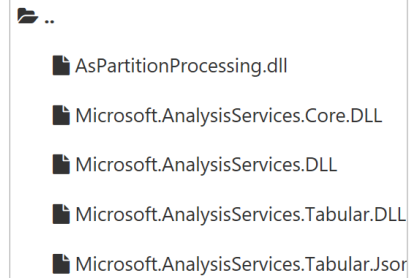 ..
AsPartitionProcessing.dll
Microsoft.AnalysisServices.Core.DLL
Microsoft.AnalysisServices.DLL
Microsoft.AnalysisServices.Tabular.DLL
Microsoft.AnalysisServices.Tabular.Json